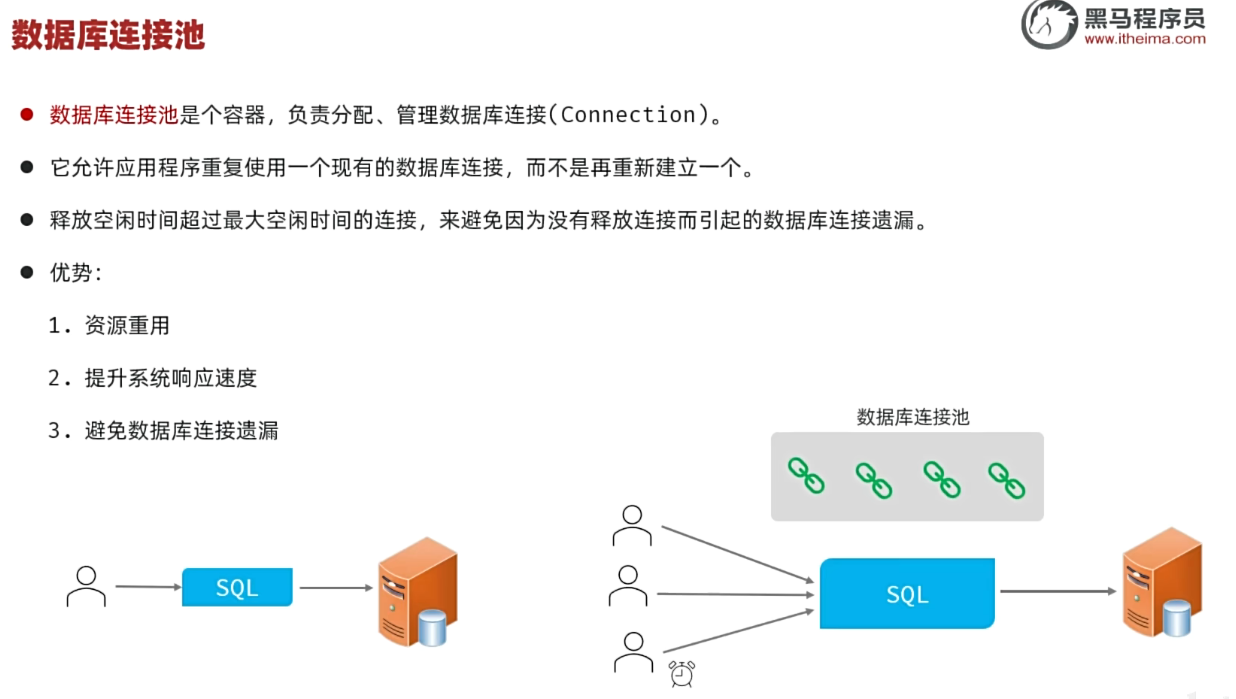 数据库连接池
黑马程序员
www.itheima.com
数据库连接池是个容器，负责分配、管理数据库连接(Connection)。
它允许应用程序重复使用一个现有的数据库连接，而不是再重新建立一个。
释放空闲时间超过最大空闲时间的连接，来避免因为没有释放连接而引起的数据库连接遗漏。
优势：
1. 资源重用
2. 提升系统响应速度
3. 避免数据库连接遗漏
数据库连接池
SQL
SQL